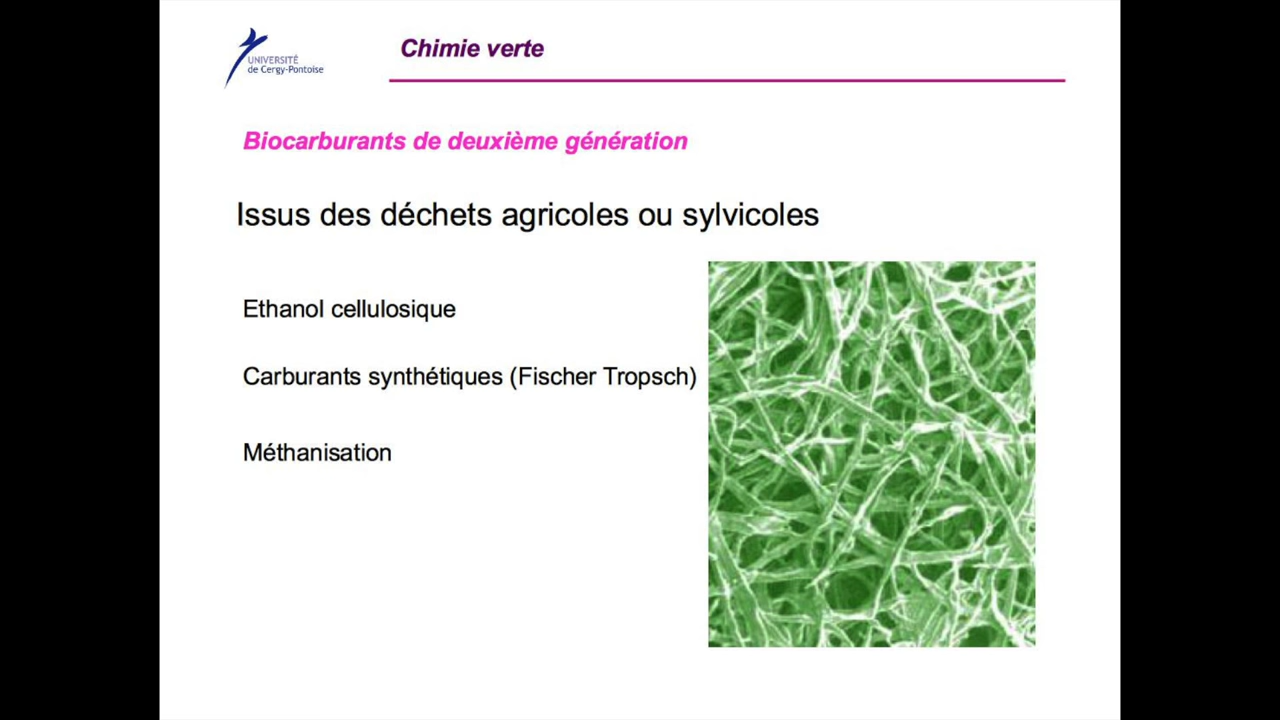 UNIVERSITÉ
de Cergy-Pontoise
Chimie verte
Biocarburants de deuxième génération
Issus des déchets agricoles ou sylvicoles
Ethanol cellulosique
Carburants synthétiques (Fischer Tropsch)
Méthanisation